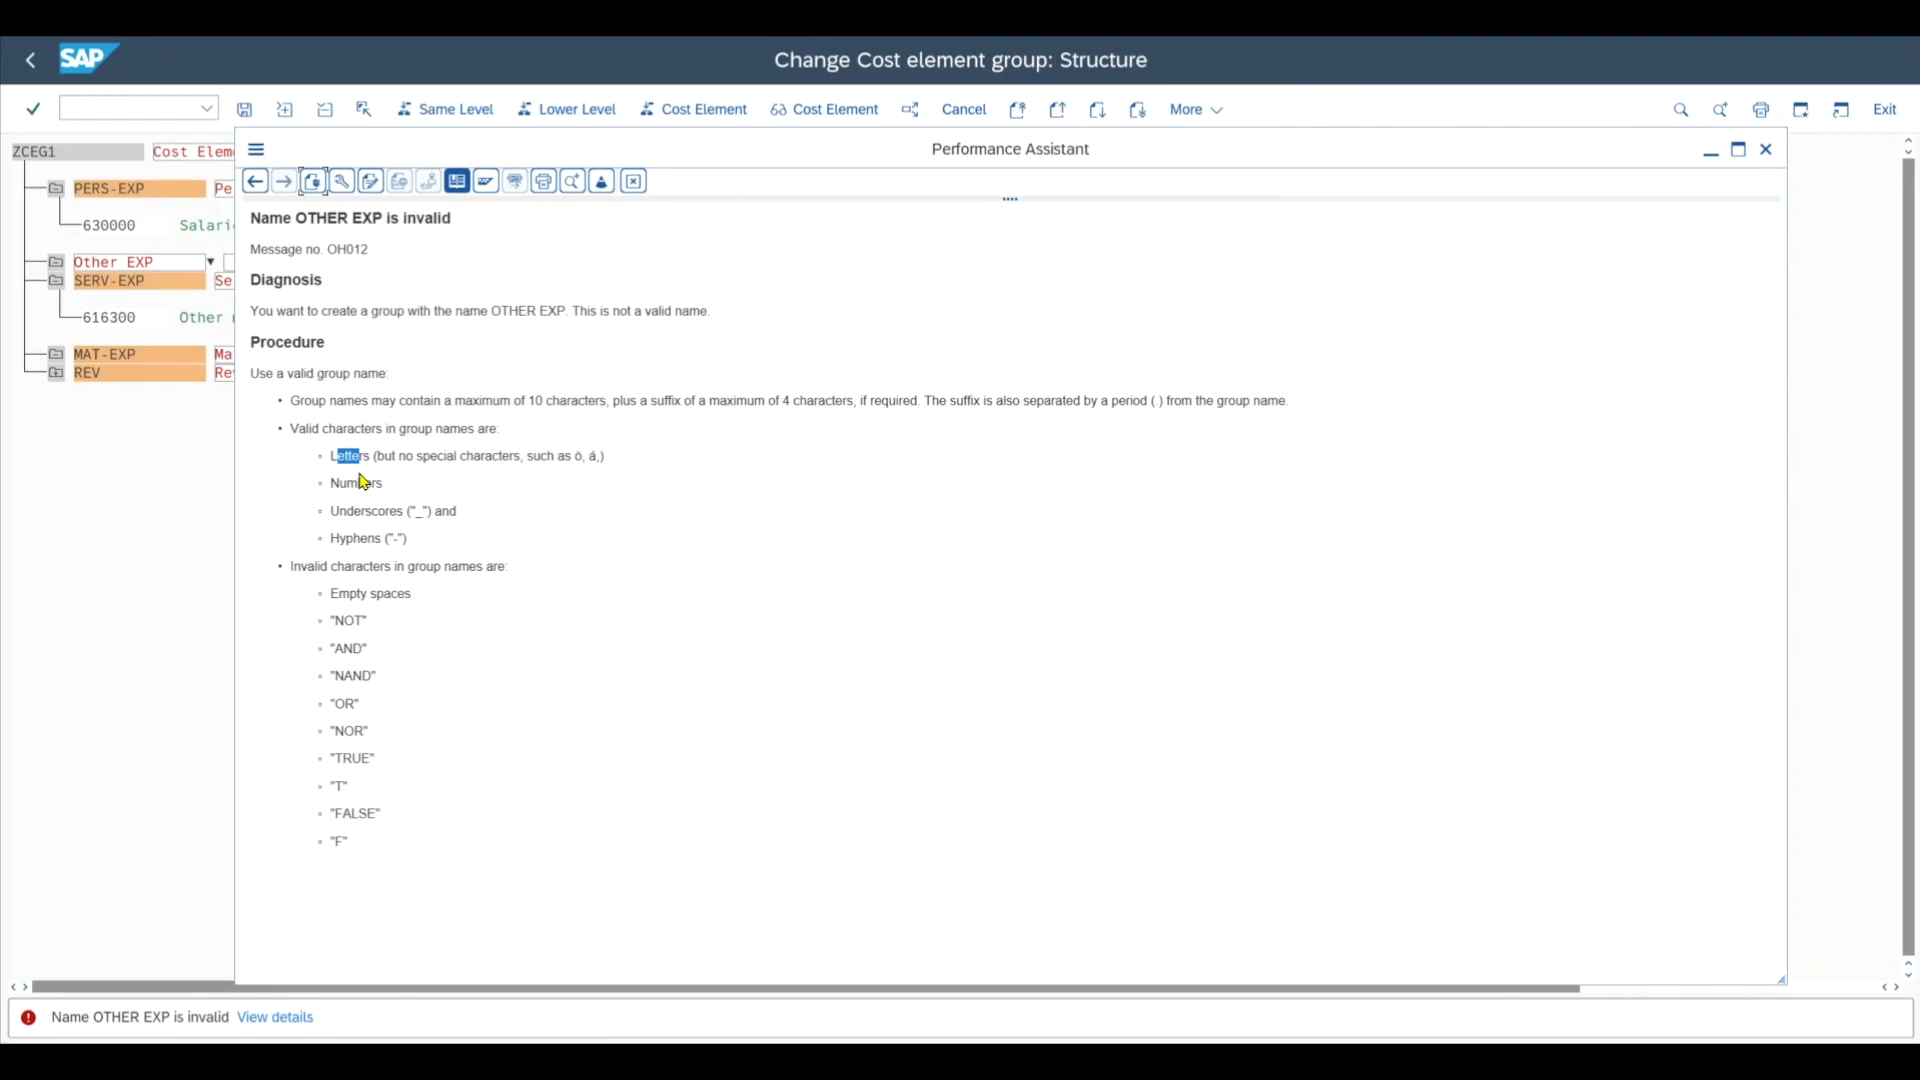 SAP
Change Cost element group: Structure
Same Level
Lower Level
Cost Element
Cost Element
Cancel
More
Exit
ZCEG1
Cost Elem
PERS-EXP
Pe
630000
Salari
Other EXP
SERV-EXP
Se
616300
Other
MAT-EXP
Ma
REV
Re
Performance Assistant
Name OTHER EXP is invalid
Message no. OH012
Diagnosis
You want to create a group with the name OTHER EXP. This is not a valid name.
Procedure
Use a valid group name:
• Group names may contain a maximum of 10 characters, plus a suffix of a maximum of 4 characters, if required. The suffix is also separated by a period (.) from the group name.
• Valid characters in group names are:
Letters (but no special characters, such as ö, á,)
Numbers
Underscores ("_") and
Hyphens ("-")
• Invalid characters in group names are:
Empty spaces
"NOT"
"AND"
"NAND"
"OR"
"NOR"
"TRUE"
"T"
"FALSE"
"F"
Name OTHER EXP is invalid View details